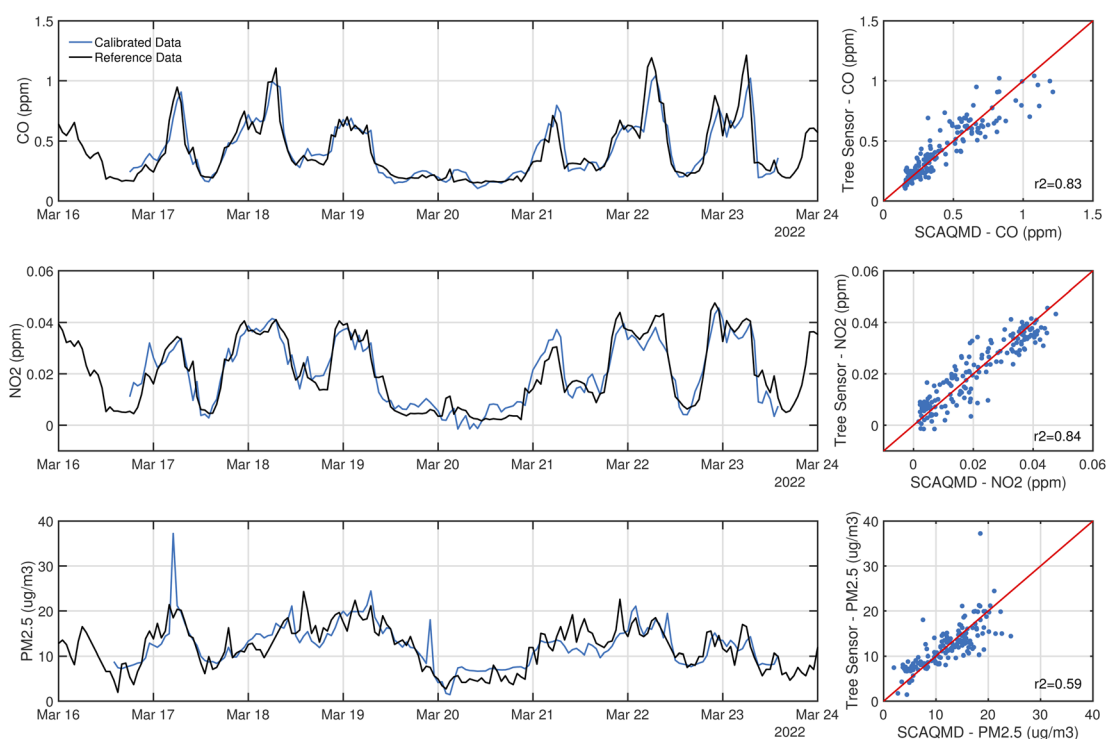 1.5
1
0.5
0
CO (ppm)
Calibrated Data
Reference Data
Mar 16 Mar 17 Mar 18 Mar 19 Mar 20 Mar 21 Mar 22 Mar 23 Mar 24
2022
1.5
1
0.5
0
Tree Sensor - CO (ppm)
r2=0.83
0 0.5 1 1.5
SCAQMD - CO (ppm)
0.06
0.04
0.02
0
NO2 (ppm)
Mar 16 Mar 17 Mar 18 Mar 19 Mar 20 Mar 21 Mar 22 Mar 23 Mar 24
2022
0.06
0.04
0.02
0
Tree Sensor - NO2 (ppm)
r2=0.84
0 0.02 0.04 0.06
SCAQMD - NO2 (ppm)
40
30
20
10
0
PM2.5 (ug/m3)
Mar 16 Mar 17 Mar 18 Mar 19 Mar 20 Mar 21 Mar 22 Mar 23 Mar 24
2022
40
30
20
10
0
Tree Sensor - PM2.5 (ug/m3)
r2=0.59
0 10 20 30 40
SCAQMD - PM2.5 (ug/m3)